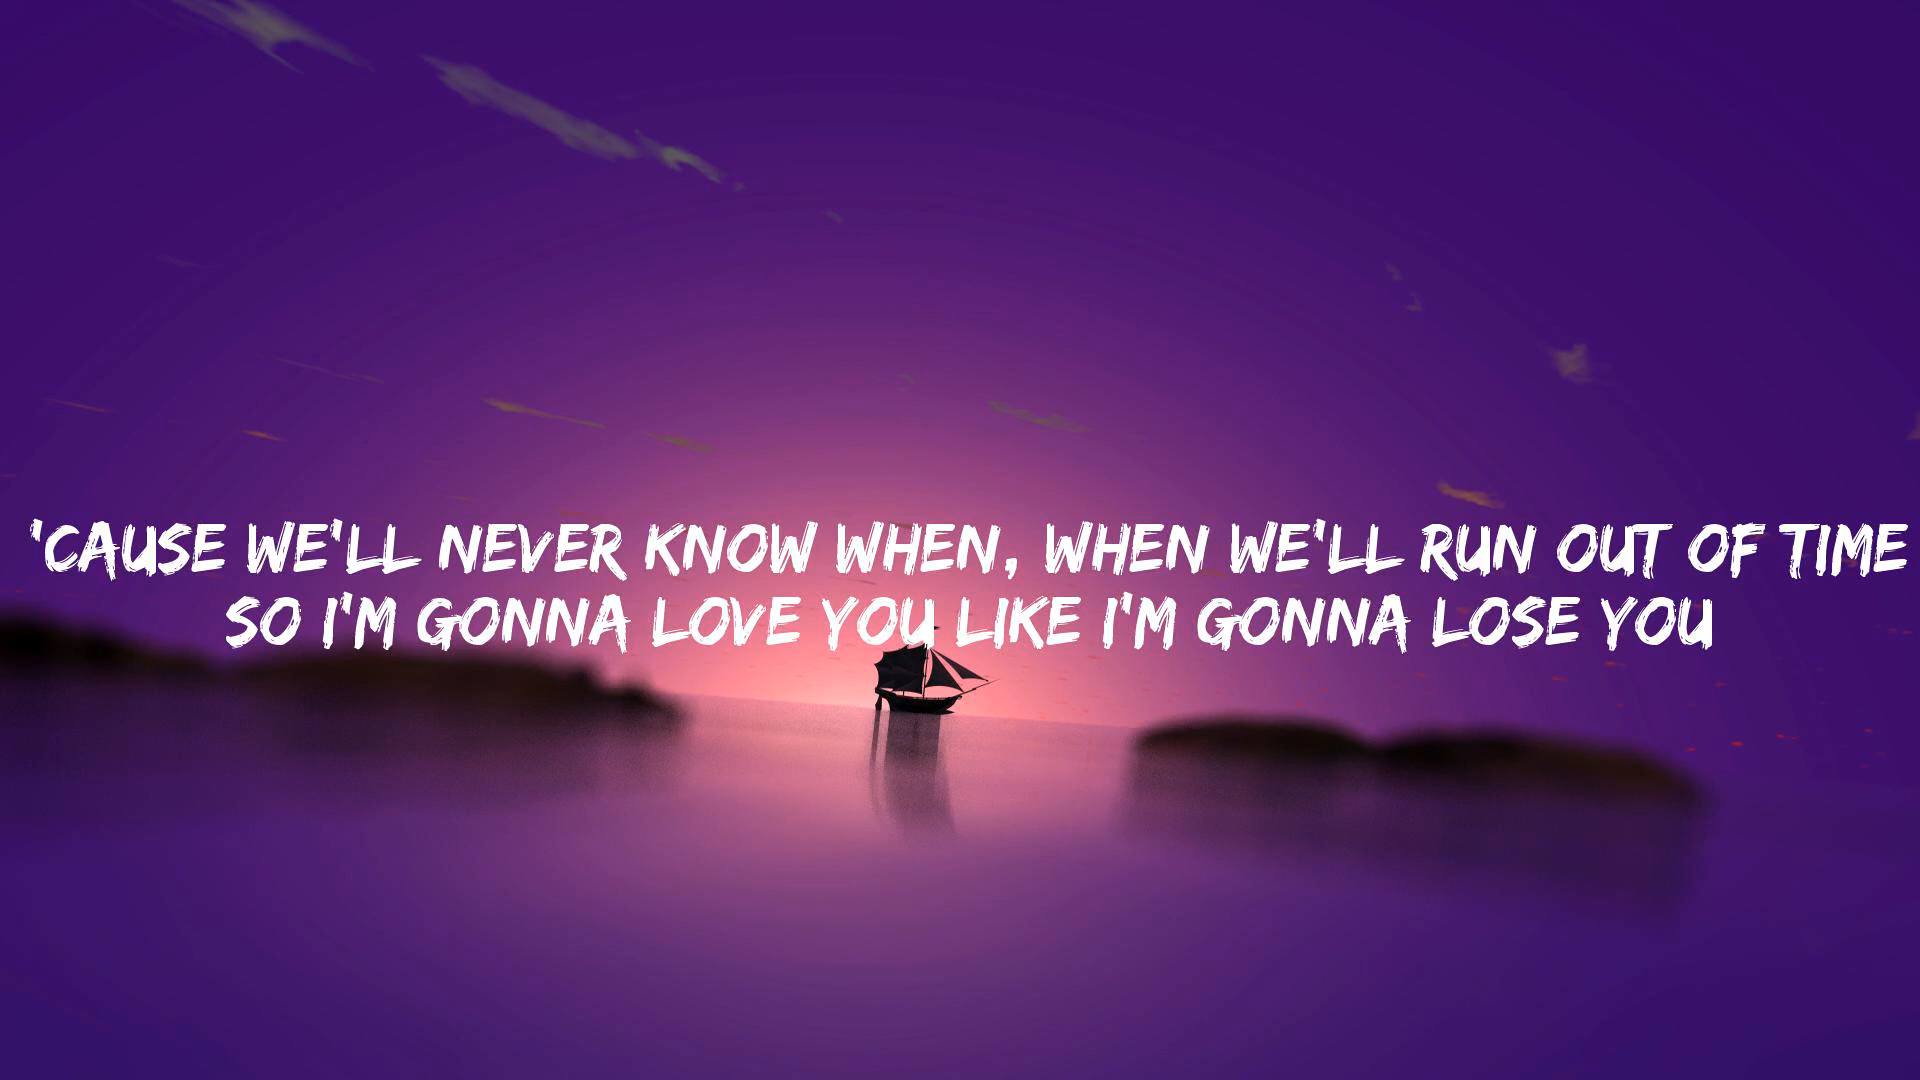 'CAUSE WE'LL NEVER KNOW WHEN, WHEN WE'LL RUN OUT OF TIME
SO I'M GONNA LOVE YOU LIKE I'M GONNA LOSE YOU